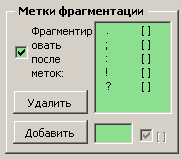 Метки фрагментации
Фрагментир
овать
после
меток:
. [ ]
; [ ]
: [ ]
! [ ]
? [ ]
Удалить
Добавить [ ]